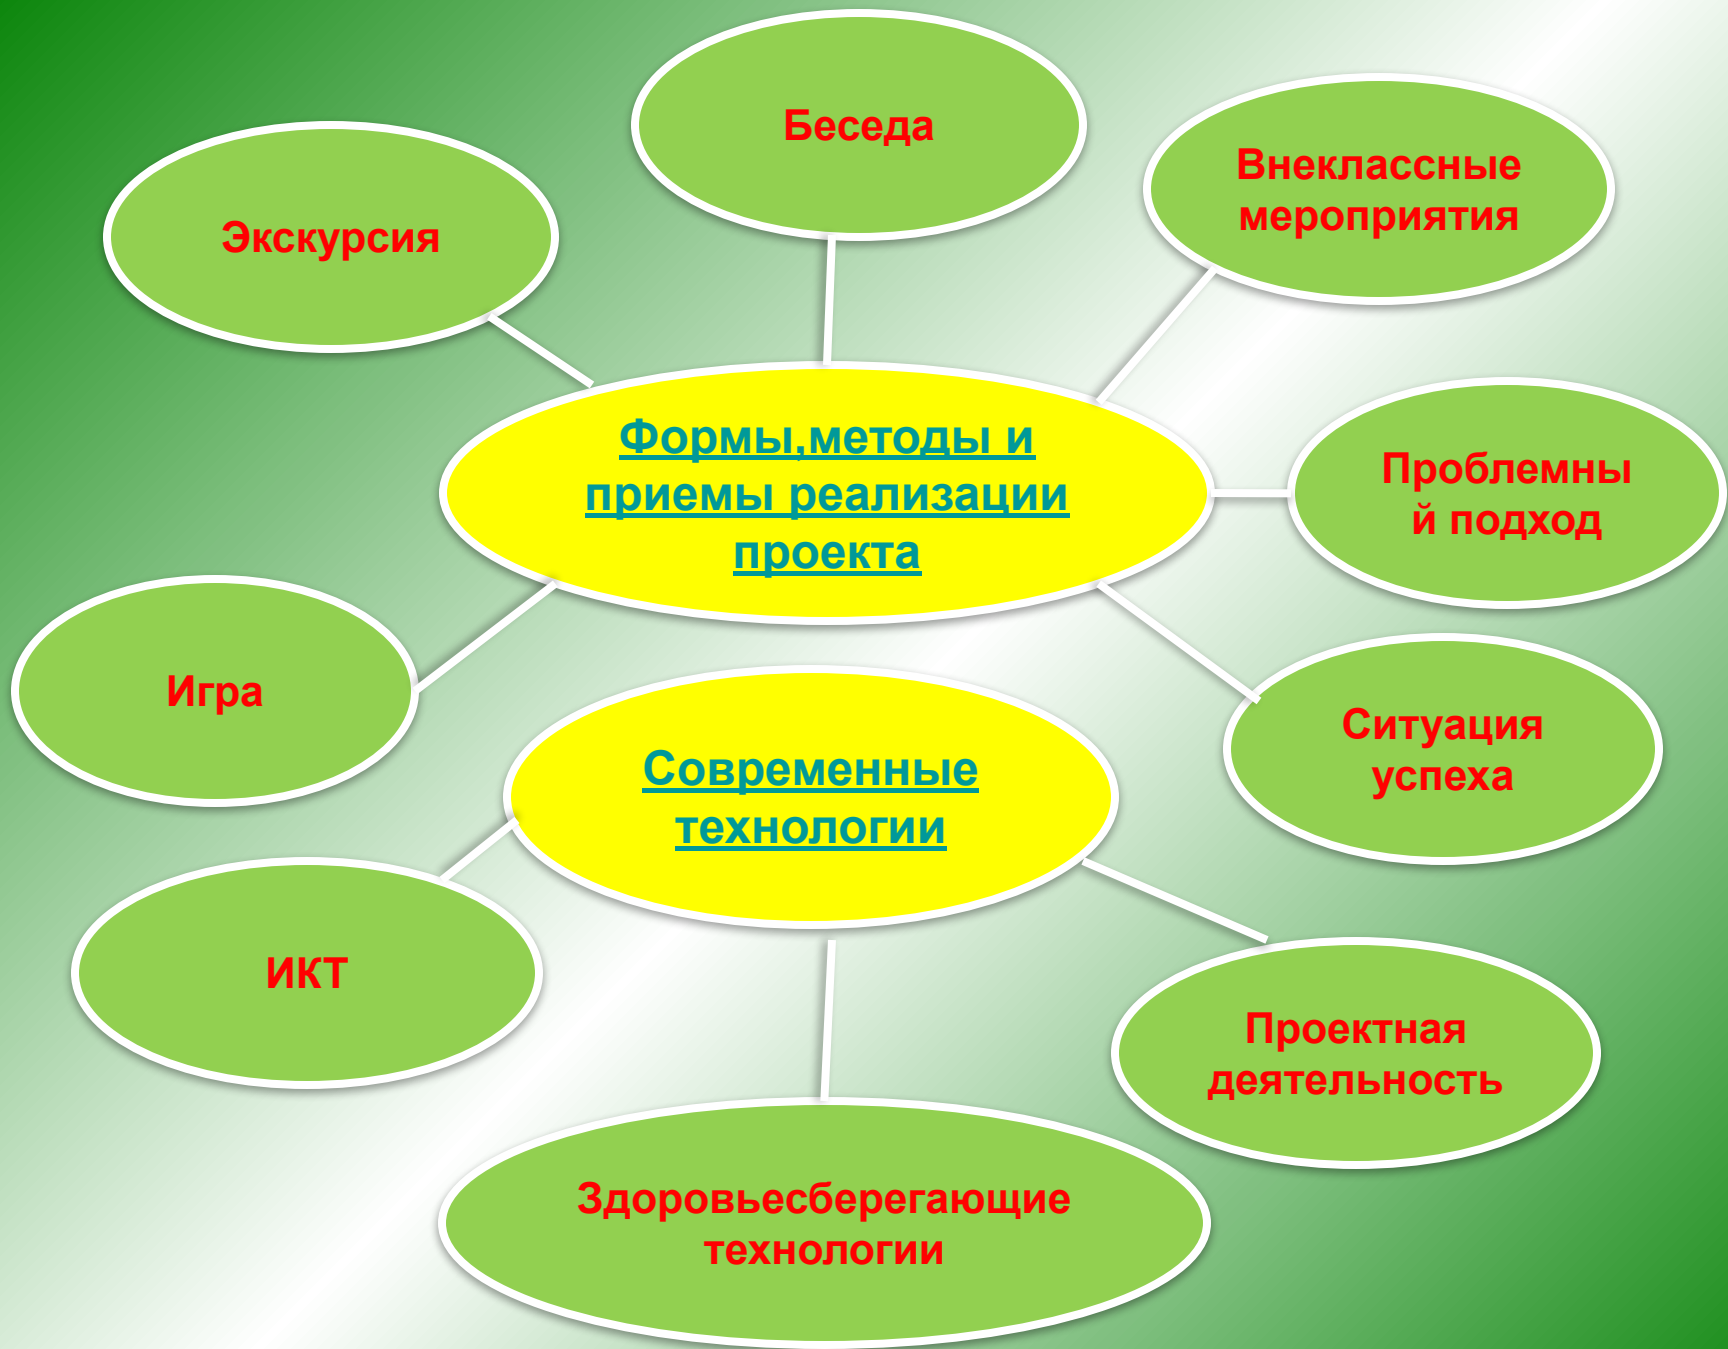 Беседа
Внеклассные
мероприятия
Экскурсия
Формы,методы и
приемы реализации
проекта
Проблемны
й подход
Игра
Ситуация
успеха
Современные
технологии
ИКТ
Проектная
деятельность
Здоровьесберегающие
технологии